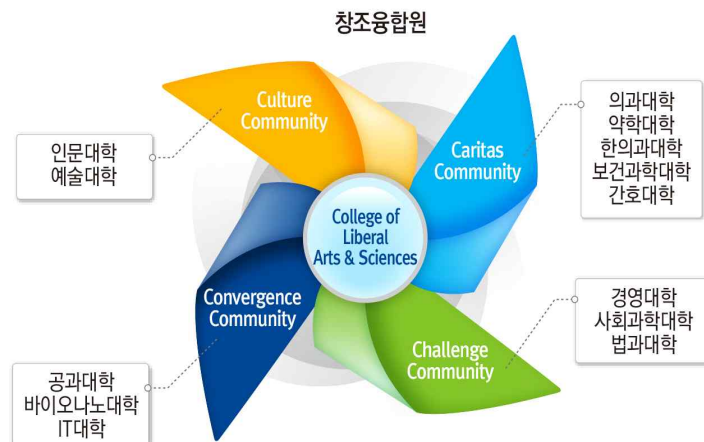 창조융합원
Culture
Community
인문대학
예술대학
Caritas
Community
의과대학
약학대학
한의과대학
보건과학대학
간호대학
College of
Liberal
Arts & Sciences
Convergence
Community
공과대학
바이오나노대학
IT대학
Challenge
Community
경영대학
사회과학대학
법과대학